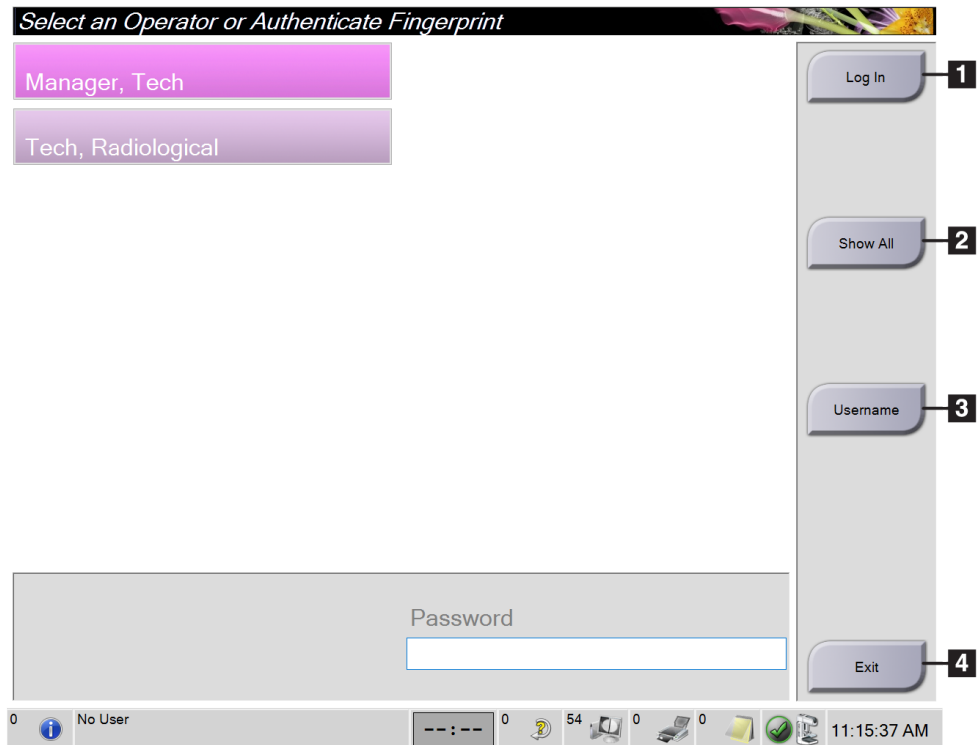 Select an Operator or Authenticate Fingerprint
Manager, Tech
Log In
1
Tech, Radiological
Show All
2
Username
3
Password
Exit
4
0
No User
--:--
0
54
0
0
11:15:37 AM